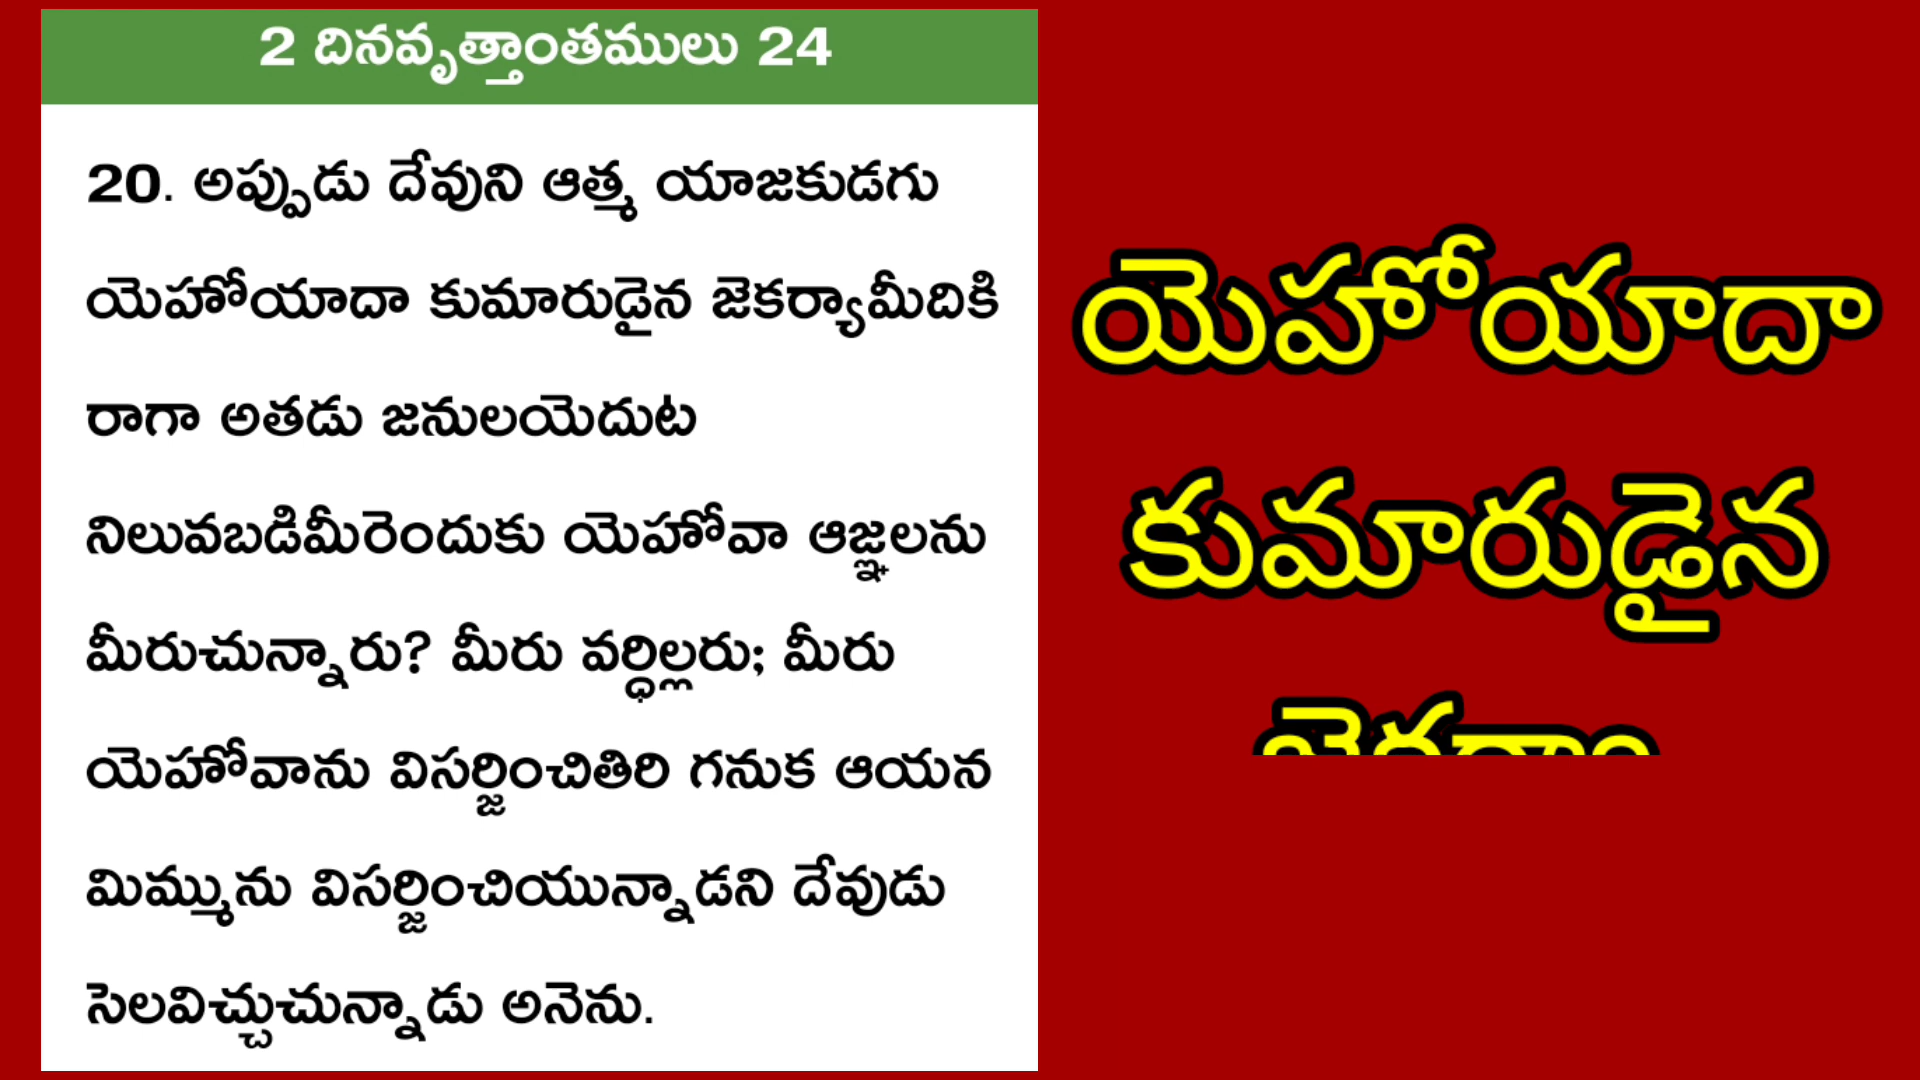 2 దినవృత్తాంతములు 24
20. అప్పుడు దేవుని ఆత్మ యాజకుడగు
యెహోయాదా కుమారుడైన జెకర్యామీదికి
రాగా అతడు జనులయెదుట
నిలువబడిమీరెందుకు యెహోవా ఆజ్ఞలను
మీరుచున్నారు? మీరు వర్ధిల్లరు; మీరు
యెహోవాను విసర్జించితిరి గనుక ఆయన
మిమ్మును విసర్జించియున్నాడని దేవుడు
సెలవిచ్చుచున్నాడు అనెను.
యెహోయాదా
కుమారుడైన